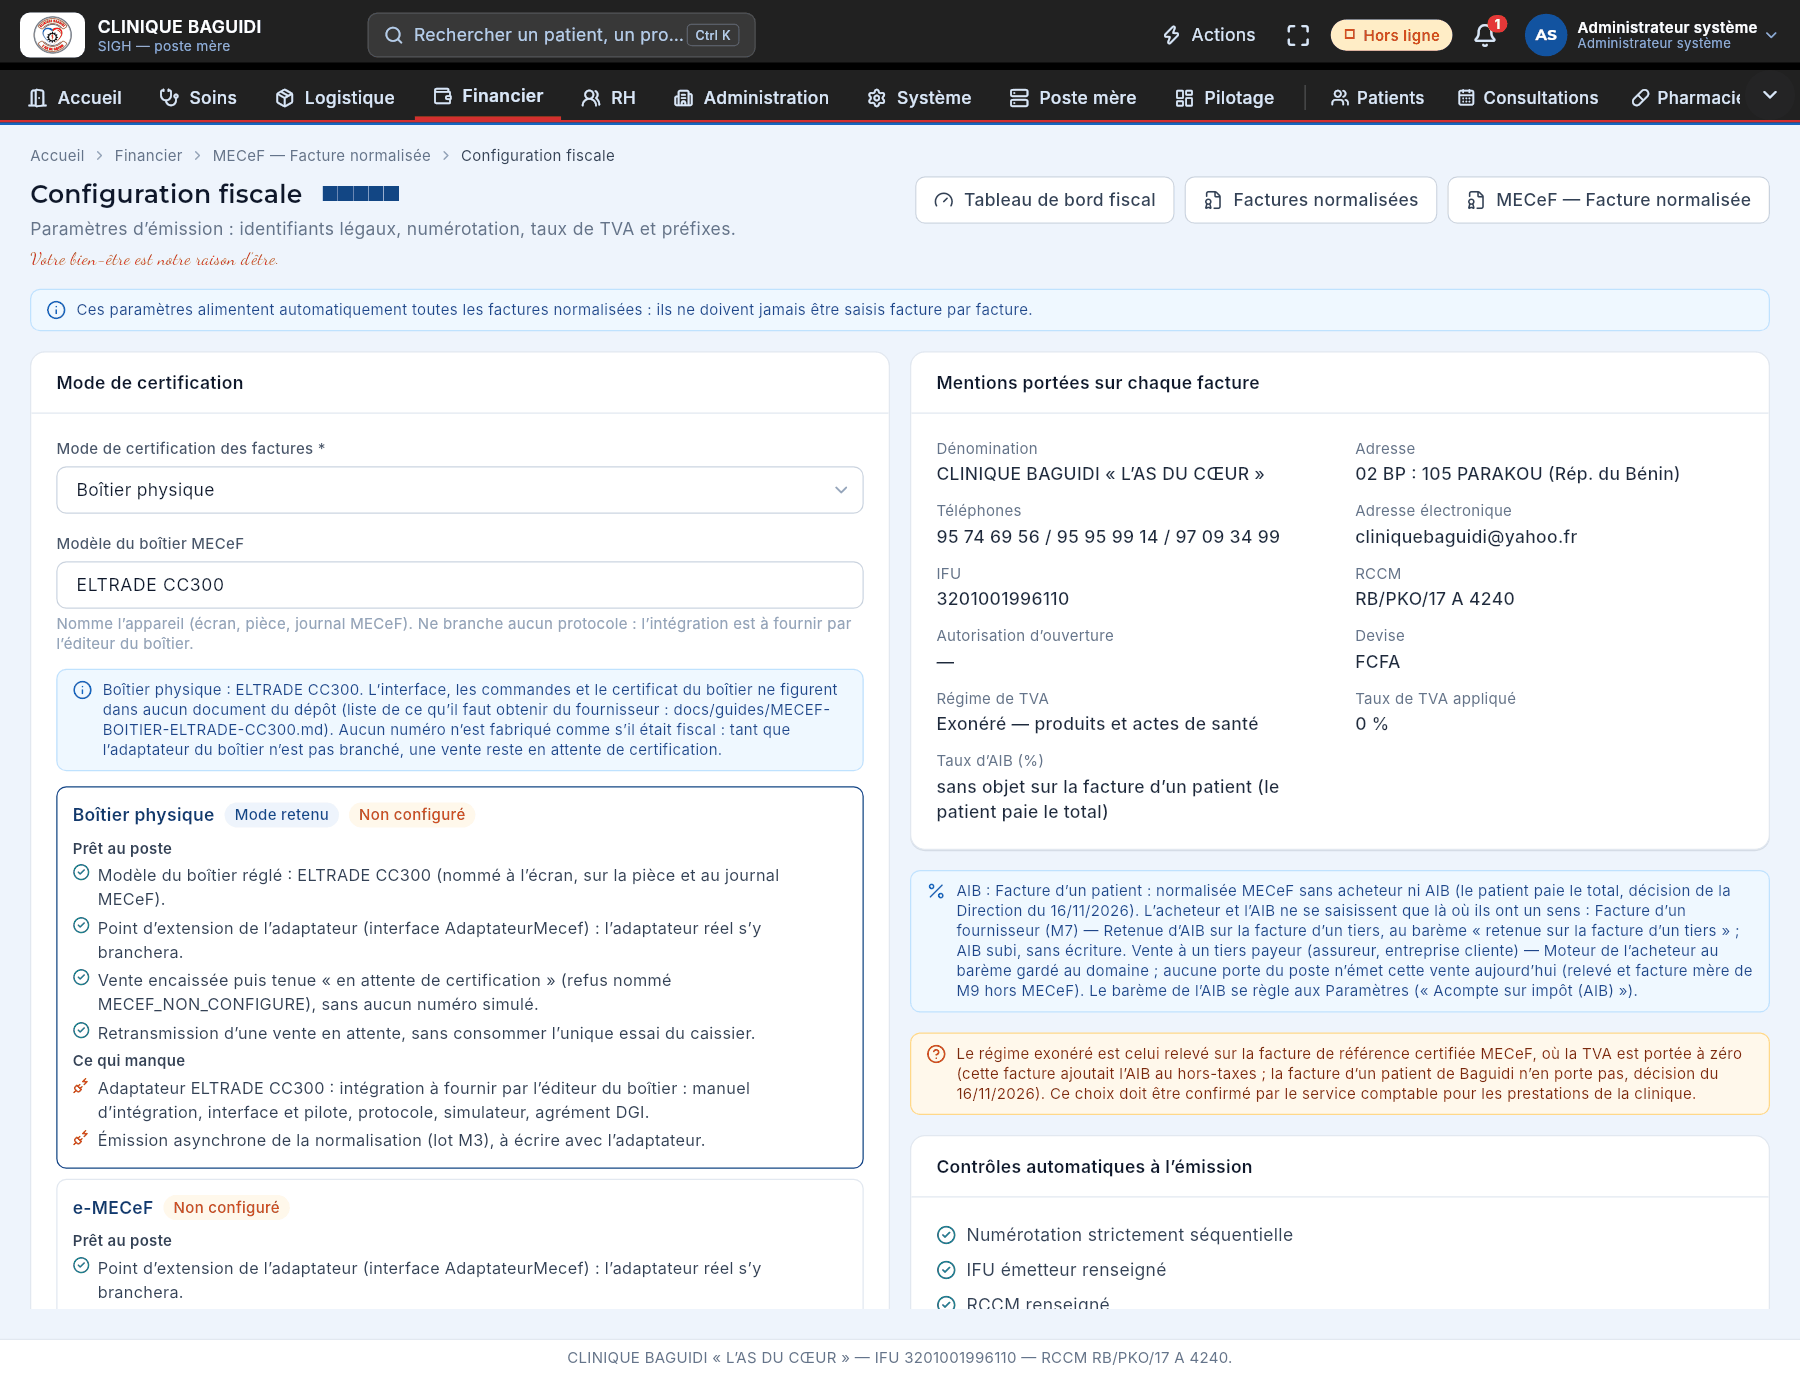 CLINIQUE BAGUIDI
SIGH — poste mère
Rechercher un patient, un pro... Ctrl K
Actions
Hors ligne
1
AS
Administrateur système
Administrateur système
Accueil
Soins
Logistique
Financier
RH
Administration
Système
Poste mère
Pilotage
Patients
Consultations
Pharmacie
Accueil > Financier > MECeF — Facture normalisée > Configuration fiscale
Configuration fiscale
Paramètres d’émission : identifiants légaux, numérotation, taux de TVA et préfixes.
Votre bien-être est notre raison d'être.
Tableau de bord fiscal
Factures normalisées
MECeF — Facture normalisée
Ces paramètres alimentent automatiquement toutes les factures normalisées : ils ne doivent jamais être saisis facture par facture.
Mode de certification
Mode de certification des factures *
Boîtier physique
Modèle du boîtier MECeF
ELTRADE CC300
Nomme l’appareil (écran, pièce, journal MECeF). Ne branche aucun protocole : l’intégration est à fournir par
l’éditeur du boîtier.
Boîtier physique : ELTRADE CC300. L’interface, les commandes et le certificat du boîtier ne figurent
dans aucun document du dépôt (liste de ce qu’il faut obtenir du fournisseur : docs/guides/MECEF-
BOITIER-ELTRADE-CC300.md). Aucun numéro n’est fabriqué comme s’il était fiscal : tant que
l’adaptateur du boîtier n’est pas branché, une vente reste en attente de certification.
Boîtier physique Mode retenu Non configuré
Prêt au poste
Modèle du boîtier réglé : ELTRADE CC300 (nommé à l’écran, sur la pièce et au journal
MECeF).
Point d’extension de l’adaptateur (interface AdaptateurMecef) : l’adaptateur réel s’y
branchera.
Vente encaissée puis tenue « en attente de certification » (refus nommé
MECEF_NON_CONFIGURE), sans aucun numéro simulé.
Retransmission d’une vente en attente, sans consommer l’unique essai du caissier.
Ce qui manque
Adaptateur ELTRADE CC300 : intégration à fournir par l’éditeur du boîtier : manuel
d’intégration, interface et pilote, protocole, simulateur, agrément DGI.
Émission asynchrone de la normalisation (lot M3), à écrire avec l’adaptateur.
e-MECeF Non configuré
Prêt au poste
Point d’extension de l’adaptateur (interface AdaptateurMecef) : l’adaptateur réel s’y
branchera.
Mentions portées sur chaque facture
Dénomination
CLINIQUE BAGUIDI « L’AS DU CŒUR »
Adresse
02 BP : 105 PARAKOU (Rép. du Bénin)
Téléphones
95 74 69 56 / 95 95 99 14 / 97 09 34 99
Adresse électronique
cliniquebaguidi@yahoo.fr
IFU
3201001996110
RCCM
RB/PKO/17 A 4240
Autorisation d’ouverture
—
Devise
FCFA
Régime de TVA
Exonéré — produits et actes de santé
Taux de TVA appliqué
0 %
Taux d’AIB (%)
sans objet sur la facture d’un patient (le
patient paie le total)
AIB : Facture d’un patient : normalisée MECeF sans acheteur ni AIB (le patient paie le total, décision de la
Direction du 16/11/2026). L’acheteur et l’AIB ne se saisissent que là où ils ont un sens : Facture d’un
fournisseur (M7) — Retenue d’AIB sur la facture d’un tiers, au barème « retenue sur la facture d’un tiers » ;
AIB subi, sans écriture. Vente à un tiers payeur (assureur, entreprise cliente) — Moteur de l’acheteur au
barème gardé au domaine ; aucune porte du poste n’émet cette vente aujourd’hui (relevé et facture mère de
M9 hors MECeF). Le barème de l’AIB se règle aux Paramètres (« Acompte sur impôt (AIB) »).
Le régime exonéré est celui relevé sur la facture de référence certifiée MECeF, où la TVA est portée à zéro
(cette facture ajoutait l’AIB au hors-taxes ; la facture d’un patient de Baguidi n’en porte pas, décision du
16/11/2026). Ce choix doit être confirmé par le service comptable pour les prestations de la clinique.
Contrôles automatiques à l’émission
Numérotation strictement séquentielle
IFU émetteur renseigné
RCCM renseigné
CLINIQUE BAGUIDI « L’AS DU CŒUR » — IFU 3201001996110 — RCCM RB/PKO/17 A 4240.